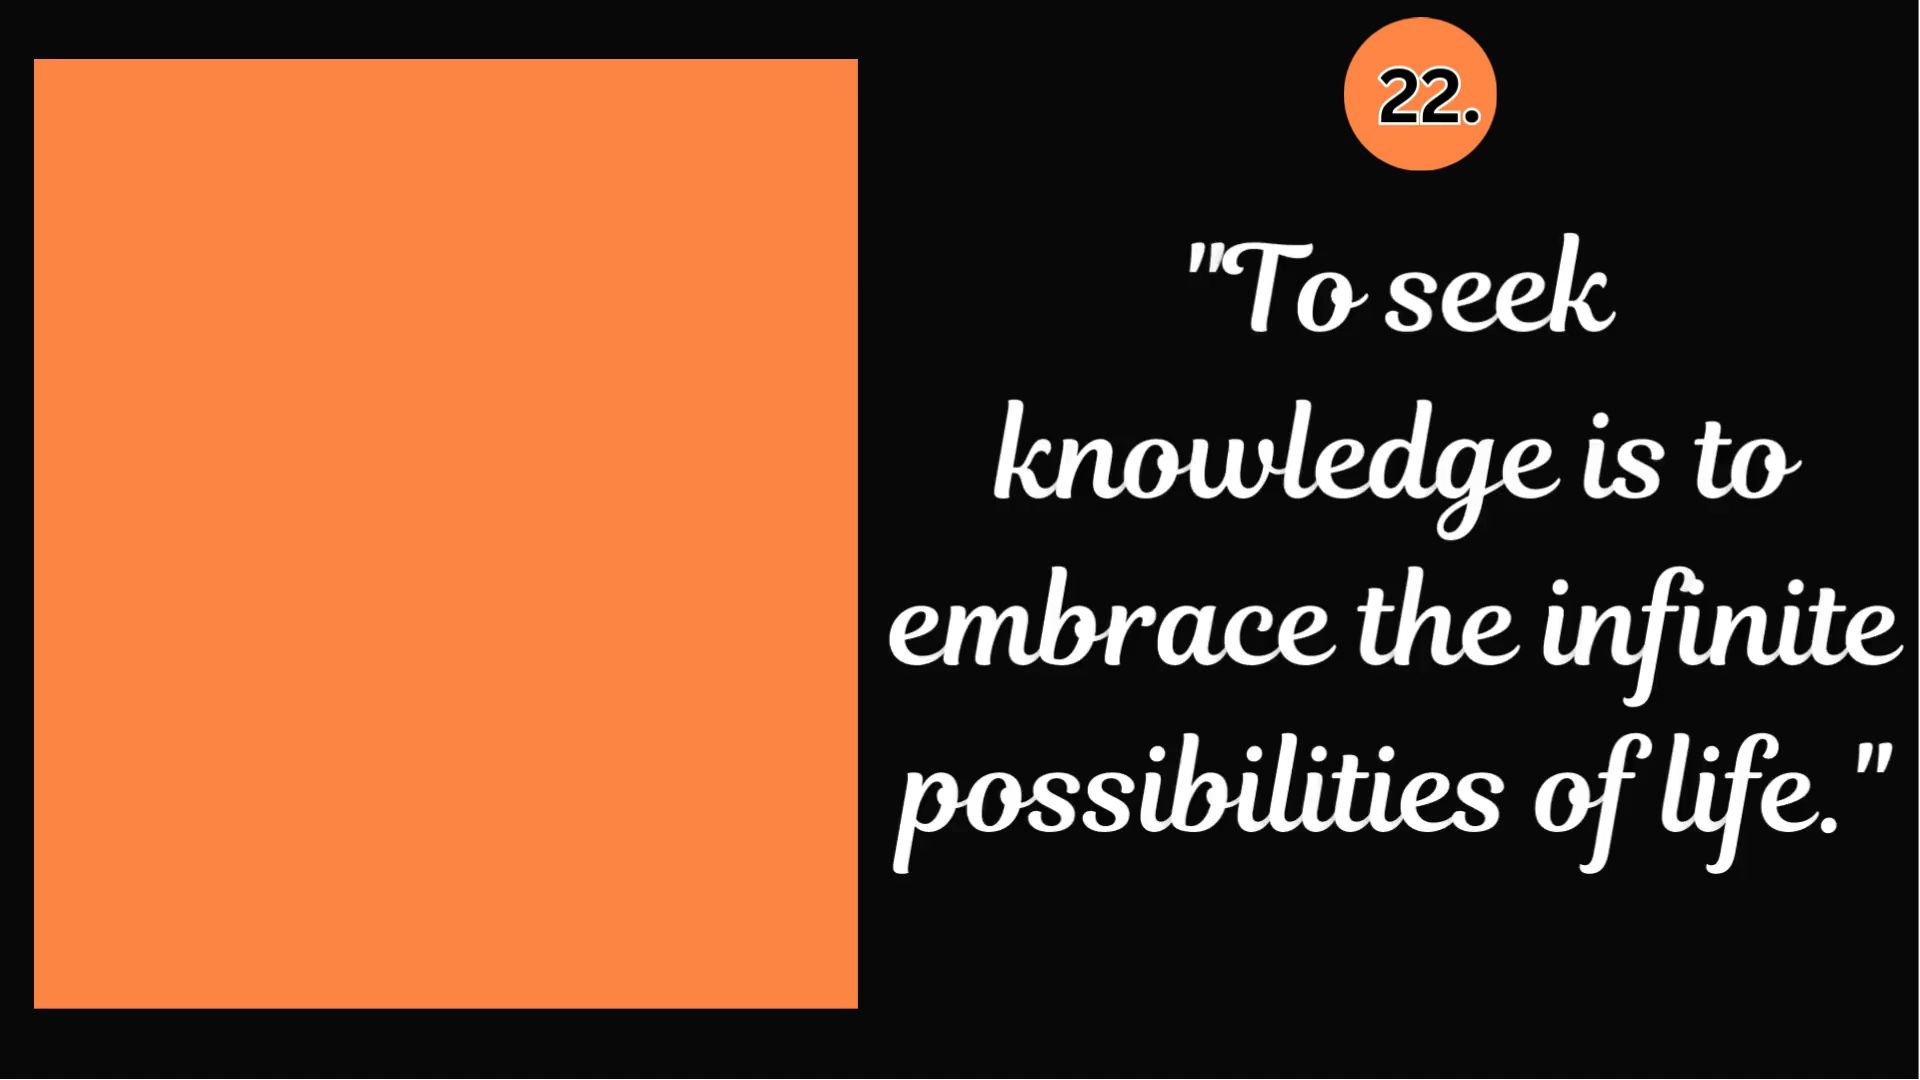 22.
"To seek
knowledge is to
embrace the infinite
possibilities of life."